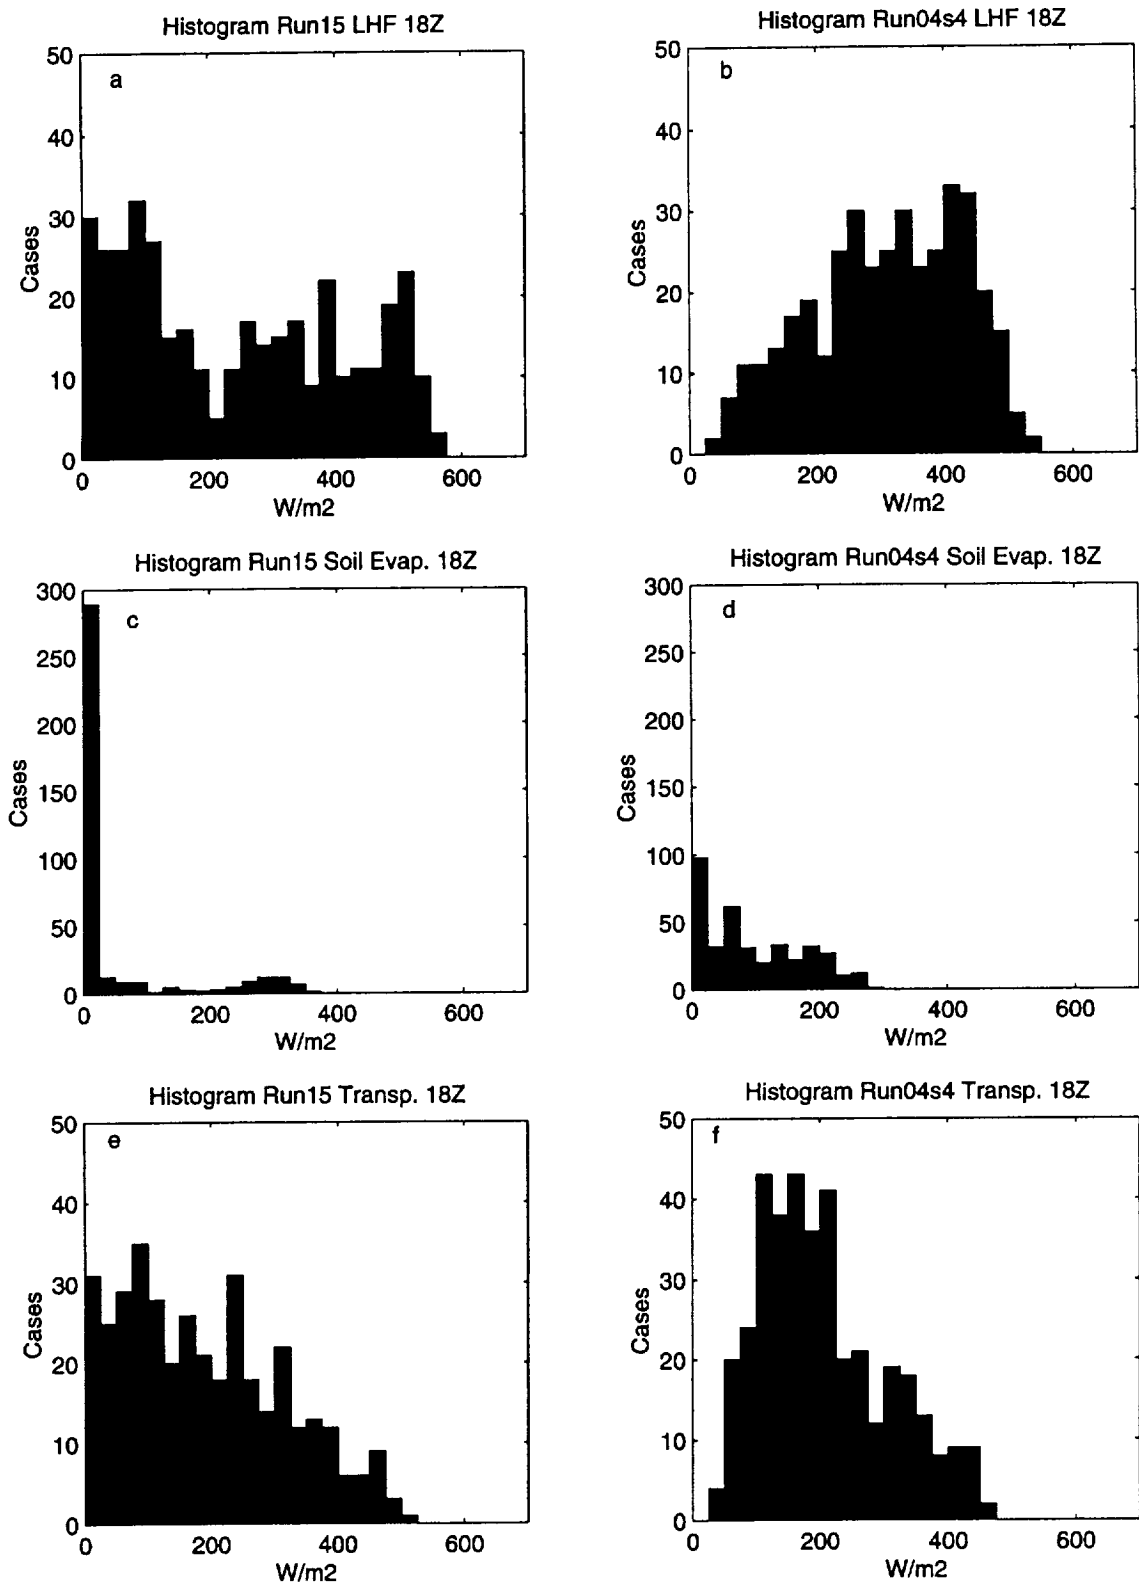 Histogram Run15 LHF 18Z
a
50
40
30
20
10
0
Cases
0 200 400 600
W/m2
Histogram Run04s4 LHF 18Z
b
50
40
30
20
10
0
Cases
0 200 400 600
W/m2
Histogram Run15 Soil Evap. 18Z
c
300
250
200
150
100
50
0
Cases
0 200 400 600
W/m2
Histogram Run04s4 Soil Evap. 18Z
d
300
250
200
150
100
50
0
Cases
0 200 400 600
W/m2
Histogram Run15 Transp. 18Z
e
50
40
30
20
10
0
Cases
0 200 400 600
W/m2
Histogram Run04s4 Transp. 18Z
f
50
40
30
20
10
0
Cases
0 200 400 600
W/m2